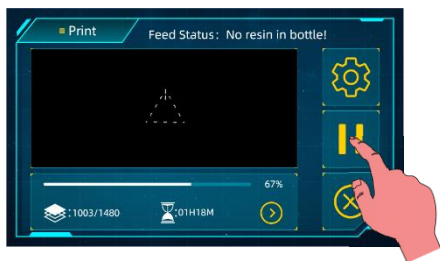 Print
Feed Status: No resin in bottle!
67%
:1003/1480
:01H18M